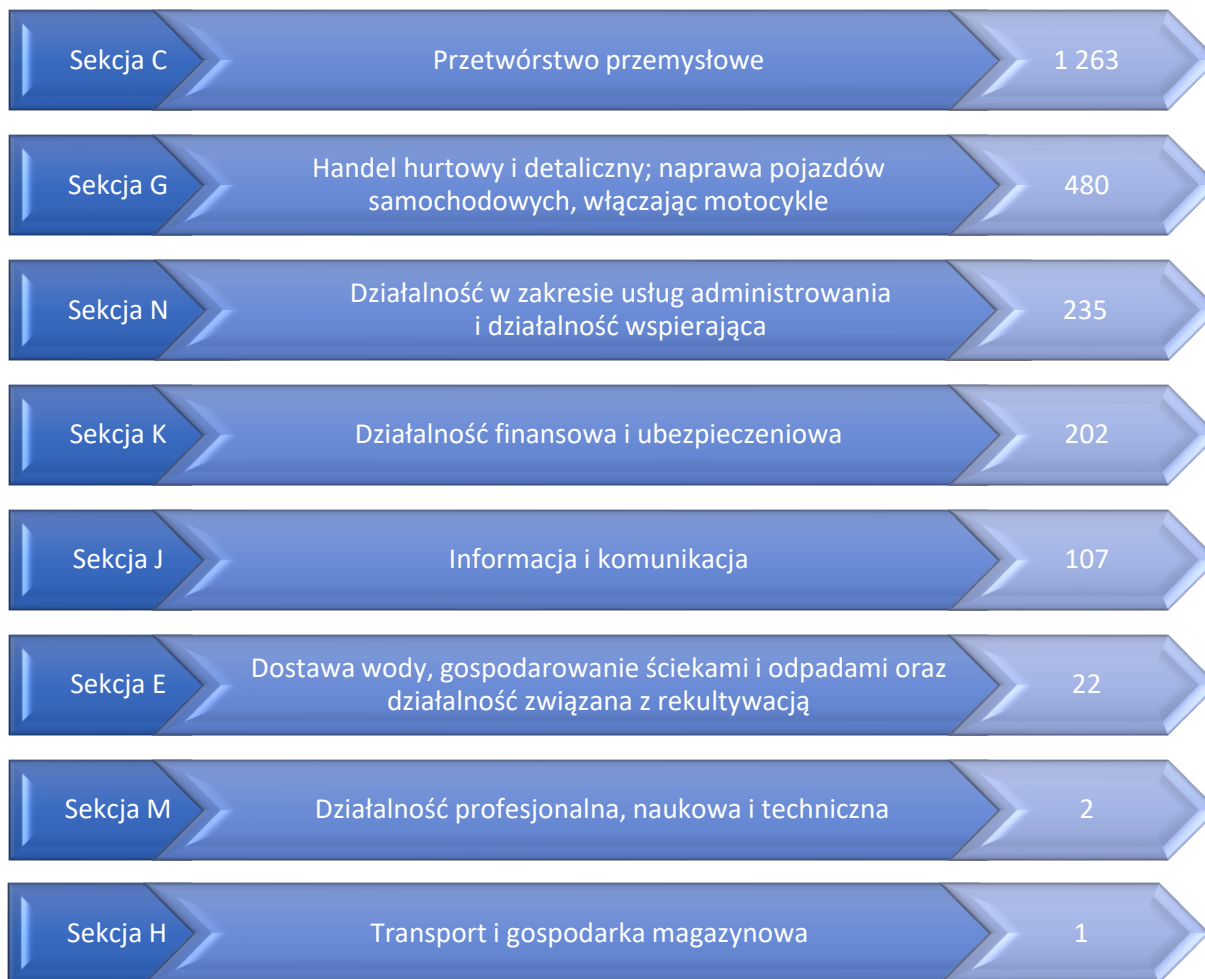 Sekcja C
Przetwórstwo przemysłowe
1 263
Sekcja G
Handel hurtowy i detaliczny; naprawa pojazdów
samochodowych, włączając motocykle
480
Sekcja N
Działalność w zakresie usług administrowania
i działalność wspierająca
235
Sekcja K
Działalność finansowa i ubezpieczeniowa
202
Sekcja J
Informacja i komunikacja
107
Sekcja E
Dostawa wody, gospodarowanie ściekami i odpadami oraz
działalność związana z rekultywacją
22
Sekcja M
Działalność profesjonalna, naukowa i techniczna
2
Sekcja H
Transport i gospodarka magazynowa
1